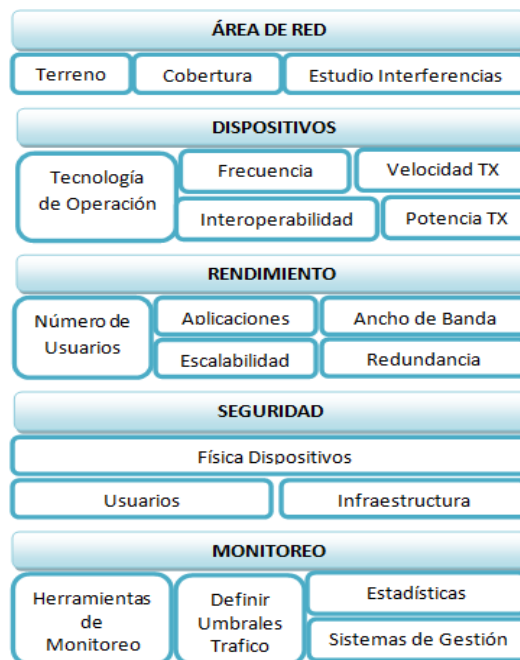 ÁREA DE RED
Terreno
Cobertura
Estudio Interferencias
DISPOSITIVOS
Tecnología
de Operación
Frecuencia
Velocidad TX
Interoperabilidad
Potencia TX
RENDIMIENTO
Número de
Usuarios
Aplicaciones
Ancho de Banda
Escalabilidad
Redundancia
SEGURIDAD
Física Dispositivos
Usuarios
Infraestructura
MONITOREO
Herramientas
de
Monitoreo
Definir
Umbrales
Trafico
Estadísticas
Sistemas de Gestión